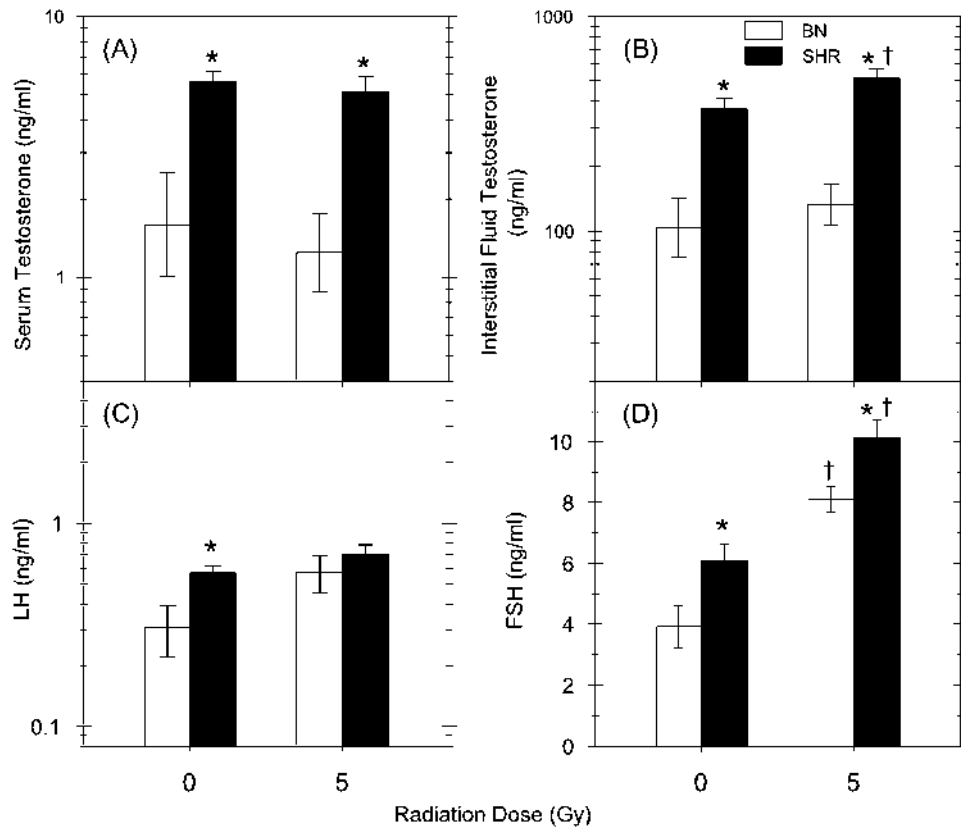 (A)
Serum Testosterone (ng/ml)
10
1
*
*
(B)
Interstitial Fluid Testosterone
(ng/ml)
1000
100
BN
SHR
*
* †
(C)
LH (ng/ml)
1
0.1
*
0
5
(D)
FSH (ng/ml)
10
8
6
4
2
0
*
†
* †
0
5
Radiation Dose (Gy)